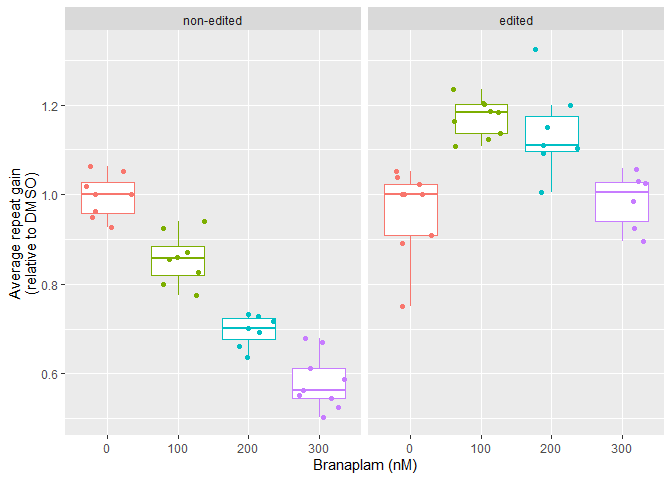 non-edited
edited
Average repeat gain
(relative to DMSO)
1.2
1.0
0.8
0.6
0
100
200
300
0
100
200
300
Branaplam (nM)